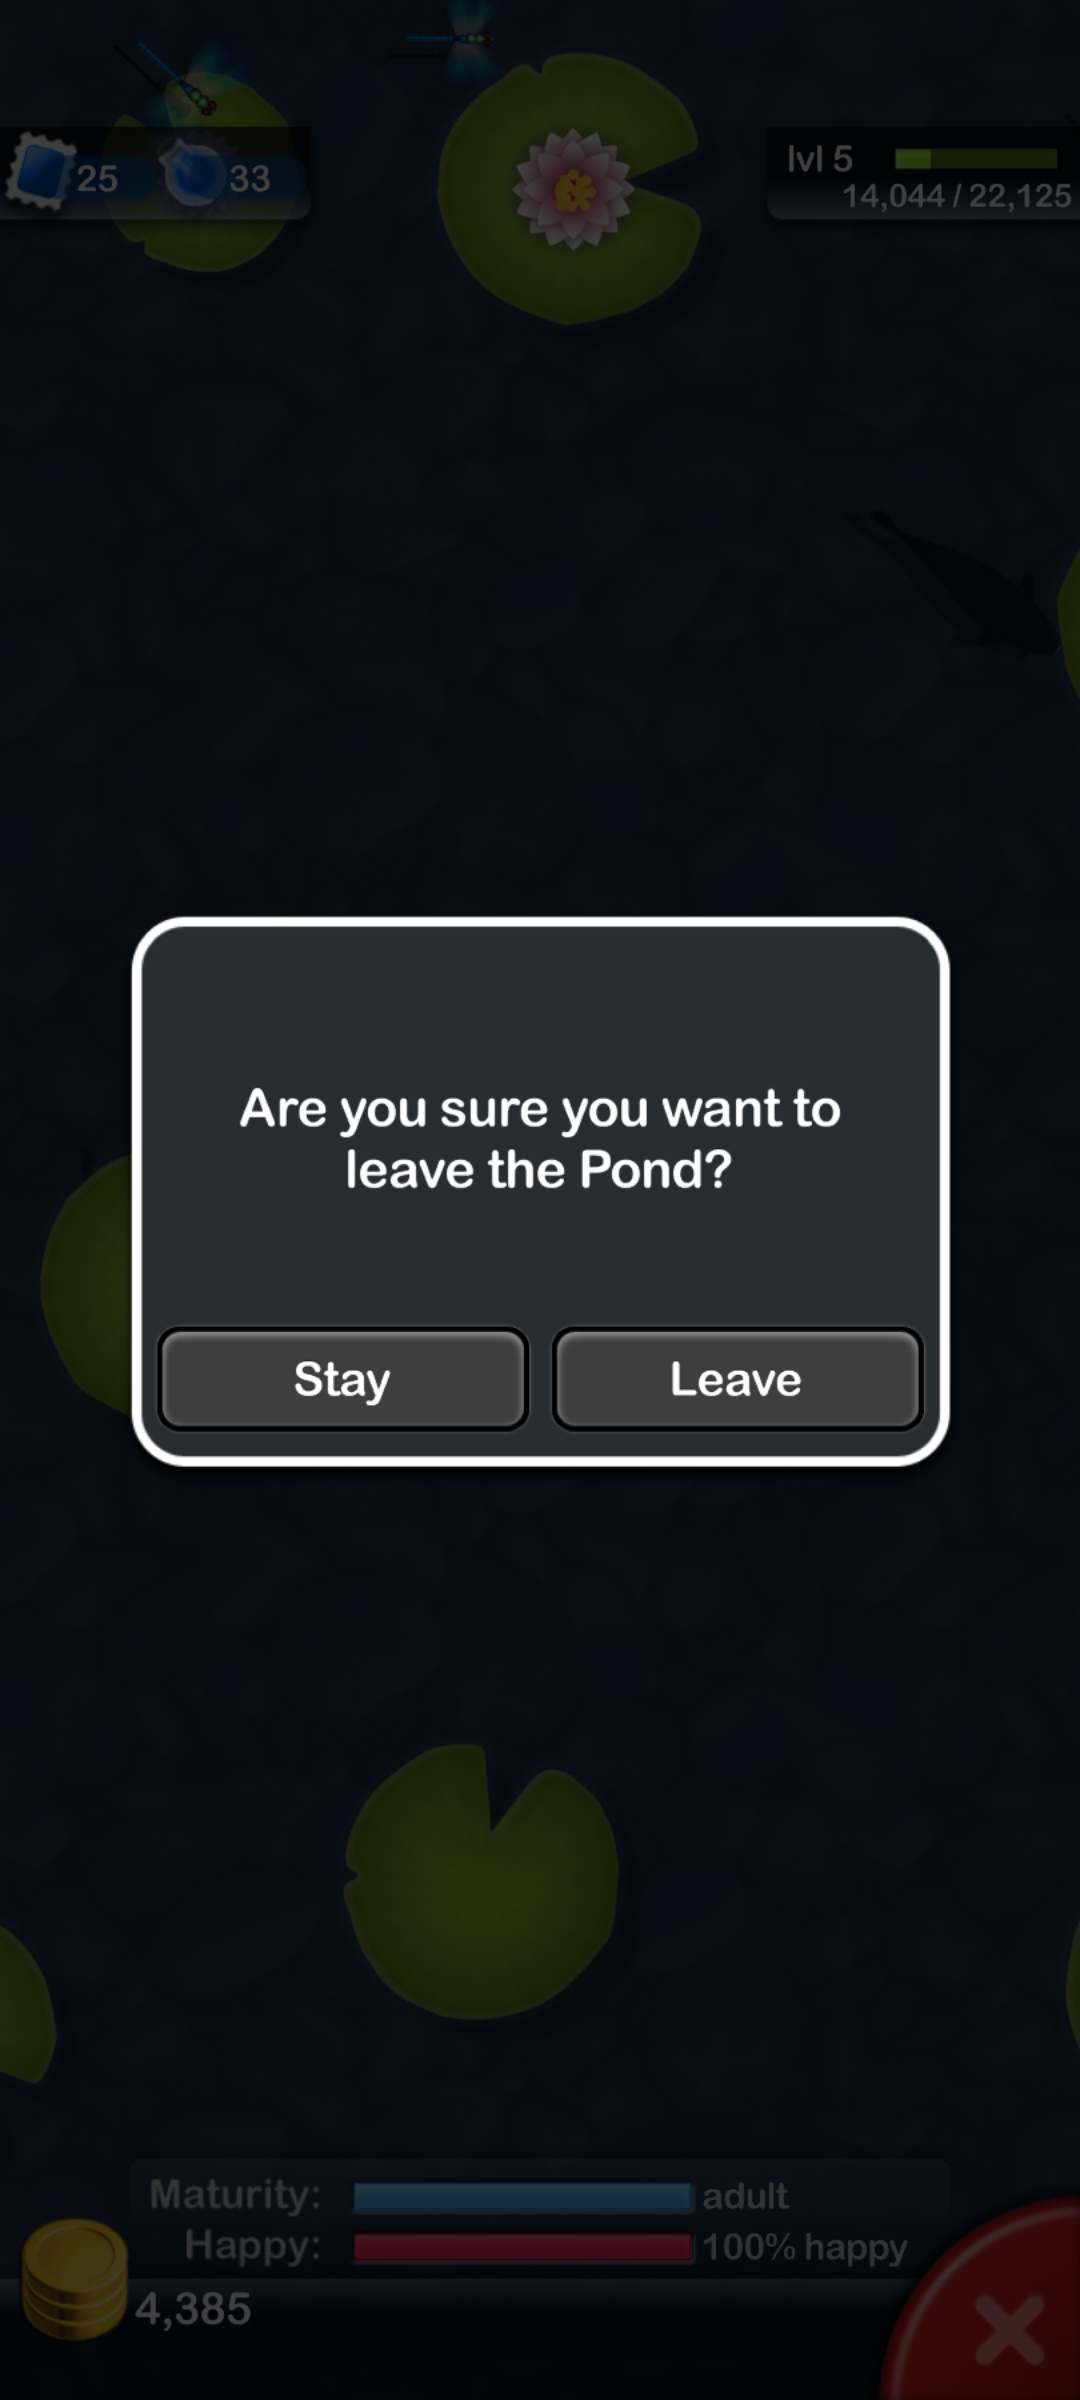 25
33
lvl 5
14,044 / 22,125
Are you sure you want to
leave the Pond?
Stay
Leave
Maturity:
adult
Happy:
100% happy
4,385